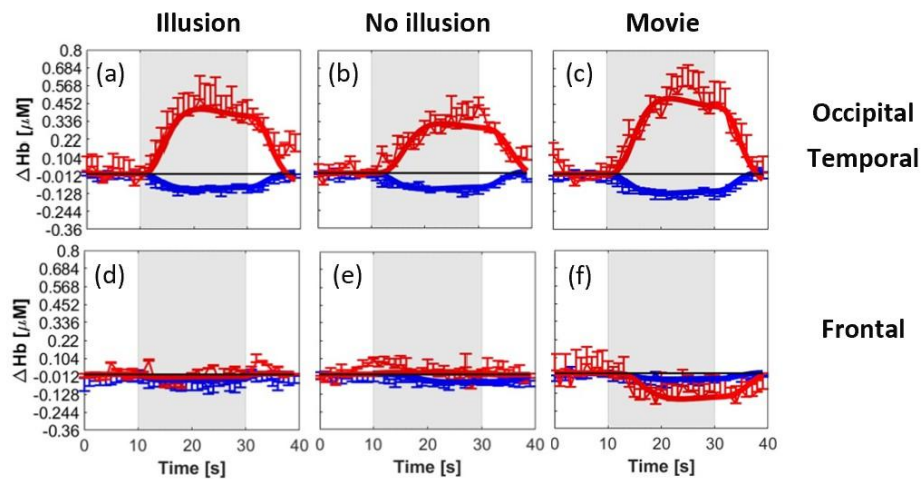 Illusion No illusion Movie
(a) (b) (c)
ΔHb [μM]
0.8
0.684
0.568
0.452
0.336
0.22
0.104
-0.012
-0.128
-0.244
-0.36
Occipital
Temporal
(d) (e) (f)
ΔHb [μM]
0.8
0.684
0.568
0.452
0.336
0.22
0.104
-0.012
-0.128
-0.244
-0.36
Frontal
0 10 20 30 40 0 10 20 30 40 0 10 20 30 40
Time [s] Time [s] Time [s]